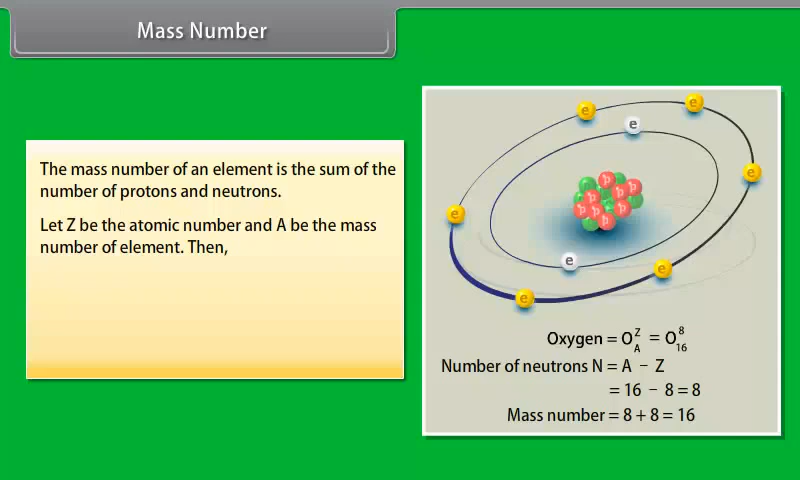 Mass Number
The mass number of an element is the sum of the
number of protons and neutrons.
Let Z be the atomic number and A be the mass
number of element. Then,
e e
e
e
e
e
e
e
p p p p p p p p
Oxygen = O Z A = O 8 16
Number of neutrons N = A − Z
= 16 − 8 = 8
Mass number = 8 + 8 = 16